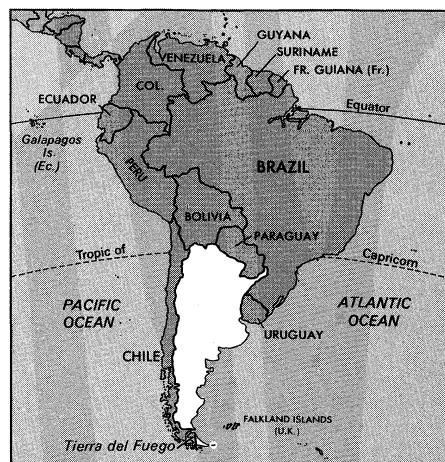 GUYANA
SURINAME
VENEZUELA
FR. GUIANA (Fr.)
COL.
ECUADOR
Equator
Galapagos
Is.
(Ec.)
PERU
BRAZIL
BOLIVIA
PARAGUAY
Tropic of
Capricorn
PACIFIC
OCEAN
ATLANTIC
OCEAN
URUGUAY
CHILE
FALKLAND ISLANDS
(U.K.)
Tierra del Fuego